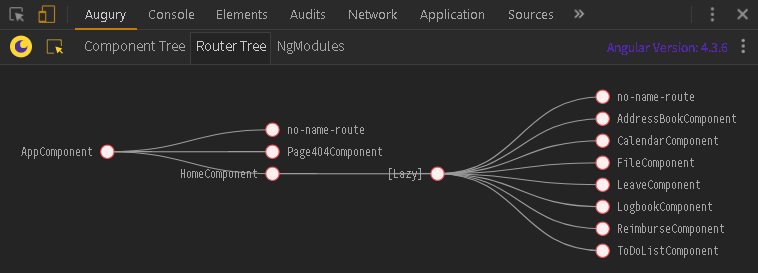 Augury Console Elements Audits Network Application Sources »
Component Tree Router Tree NgModules Angular Version: 4.3.6
AppComponent
no-name-route
Page404Component
HomeComponent
[Lazy]
no-name-route
AddressBookComponent
CalendarComponent
FileComponent
LeaveComponent
LogbookComponent
ReimburseComponent
ToDoListComponent